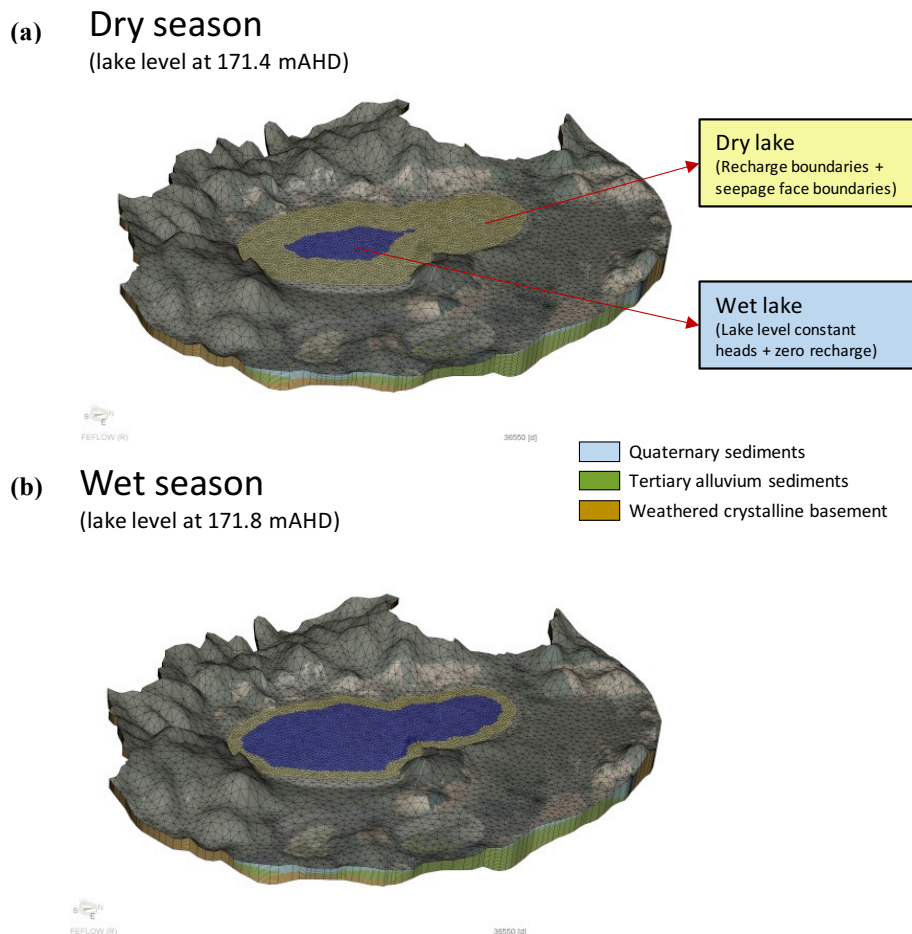 (a) Dry season
(lake level at 171.4 mAHD)
Dry lake
(Recharge boundaries +
seepage face boundaries)
Wet lake
(Lake level constant
heads + zero recharge)
S N
E
FEFLOW (R)
36550 [d]
Quaternary sediments
Tertiary alluvium sediments
Weathered crystalline basement
(b) Wet season
(lake level at 171.8 mAHD)
S N
E
FEFLOW (R)
36550 [d]